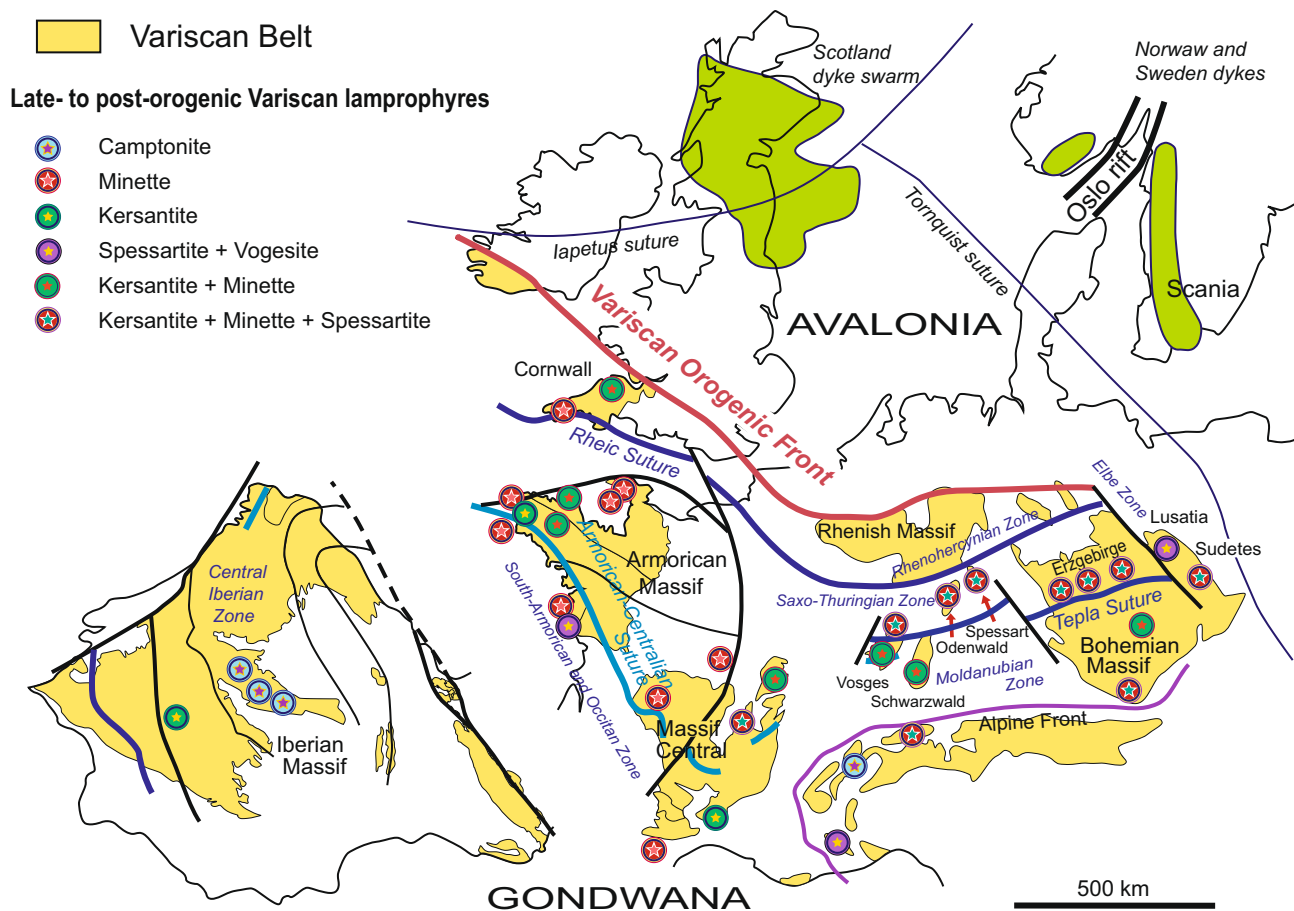 Variscan Belt
Late- to post-orogenic Variscan lamprophyres
Camptonite
Minette
Kersantite
Spessartite + Vogesite
Kersantite + Minette
Kersantite + Minette + Spessartite
Scotland
dyke swarm
Norwaw and
Sweden dykes
Oslo rift
Scania
Tornquist suture
Iapetus suture
AVALONIA
Variscan Orogenic Front
Cornwall
Rheic Suture
Elbe Zone
Lusatia
Sudetes
Rhenish Massif
Rhenohercynian Zone
Erzgebirge
Saxo-Thuringian Zone
Tepla Suture
Spessart
Odenwald
Bohemian
Massif
Vosges
Moldanubian
Zone
Schwarzwald
Alpine Front
Armorican
Massif
Armorican-Centralian
Suture
South-Armorican and Occitan Zone
Massif
Central
Central
Iberian
Zone
Iberian
Massif
GONDWANA
500 km